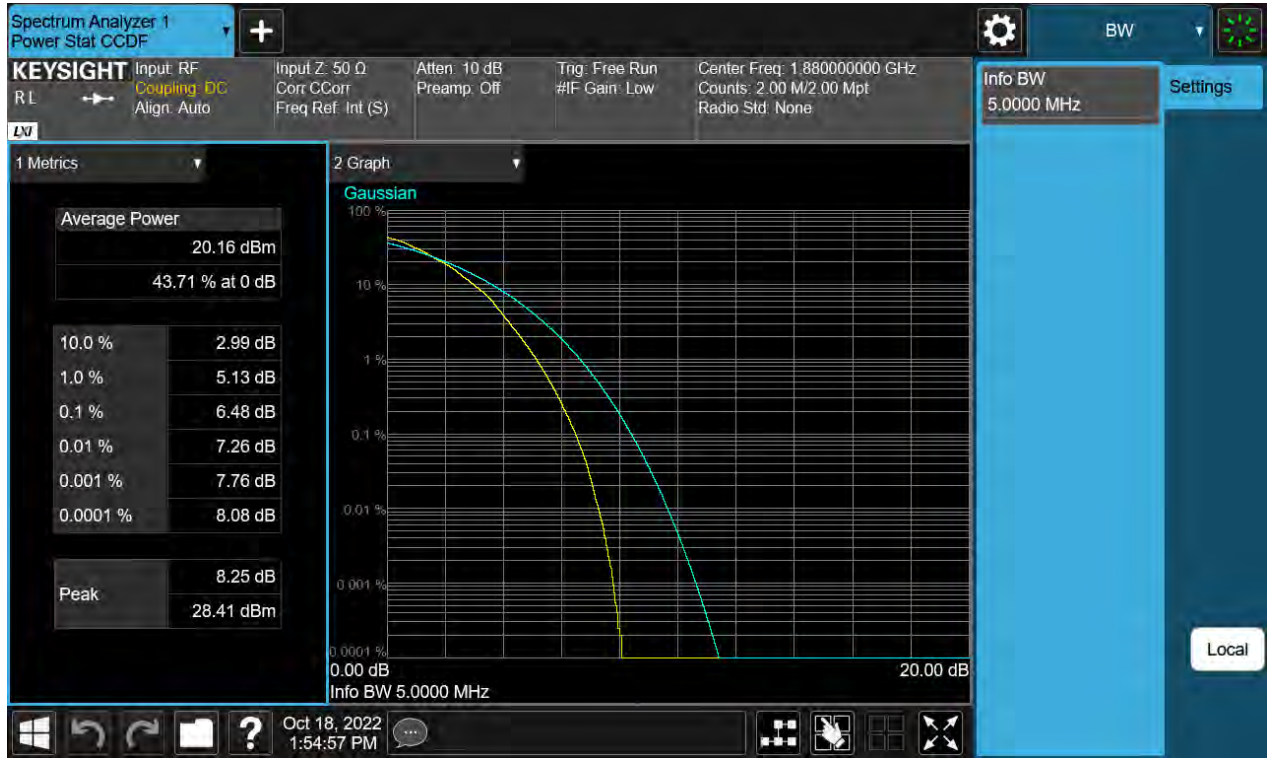 Spectrum Analyzer 1
Power Stat CCDF
+
BW
KEYSIGHT
RL
LXI
Input: RF
Coupling: DC
Align: Auto
Input Z: 50 Ω
Corr CCorr
Freq Ref: Int (S)
Atten: 10 dB
Preamp: Off
Trig: Free Run
#IF Gain: Low
Center Freq: 1.880000000 GHz
Counts: 2.00 M/2.00 Mpt
Radio Std: None
Info BW
5.0000 MHz
Settings
1 Metrics
Average Power
20.16 dBm
43.71 % at 0 dB
10.0 % 2.99 dB
1.0 % 5.13 dB
0.1 % 6.48 dB
0.01 % 7.26 dB
0.001 % 7.76 dB
0.0001 % 8.08 dB
Peak 8.25 dB
28.41 dBm
2 Graph
Gaussian
100 %
10 %
1 %
0.1 %
0.01 %
0.001 %
0.0001 %
0.00 dB 20.00 dB
Info BW 5.0000 MHz
Local
?
Oct 18, 2022
1:54:57 PM